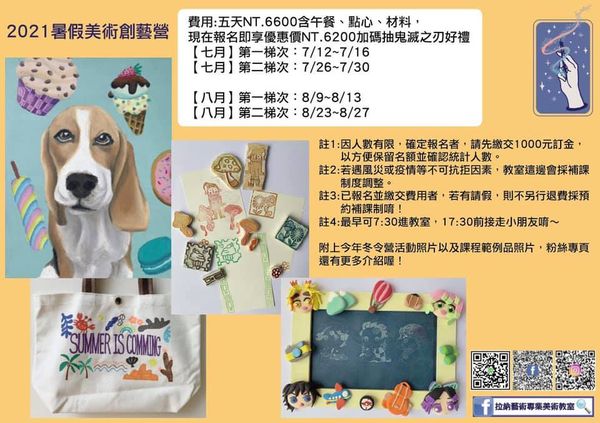 2021暑假美術創藝營
費用:五天NT.6600含午餐、點心、材料，
現在報名即享優惠價NT.6200加碼抽鬼滅之刃好禮
【七月】第一梯次：7/12~7/16
【七月】第二梯次：7/26~7/30
【八月】第一梯次：8/9~8/13
【八月】第二梯次：8/23~8/27
註1:因人數有限，確定報名者，請先繳交1000元訂金，
以方便保留名額並確認統計人數。
註2:若遇風災或疫情等不可抗拒因素，教室這邊會採補課
制度調整。
註3:已報名並繳交費用者，若有請假，則不另行退費採預
約補課制唷！
註4:最早可7:30進教室，17:30前接走小朋友唷～
附上今年冬令營活動照片以及課程範例品照片，粉絲專頁
還有更多介紹喔！
SUMMER IS COMMING
拉納藝術專業美術教室